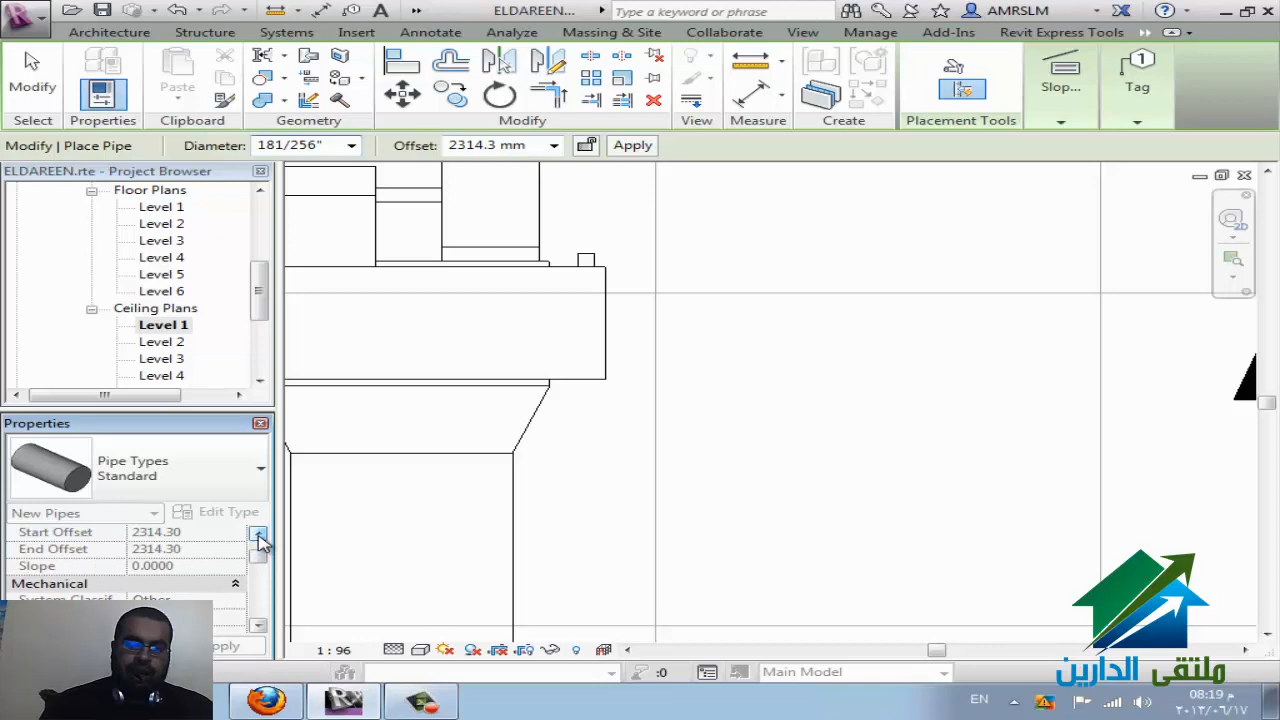 ELDAREEN...
Type a keyword or phrase
AMRSLM
Architecture
Structure
Systems
Insert
Annotate
Analyze
Massing & Site
Collaborate
View
Manage
Add-Ins
Revit Express Tools
Modify
Paste
Slop...
Tag
Select
Properties
Clipboard
Geometry
Modify
View
Measure
Create
Placement Tools
Modify | Place Pipe
Diameter: 181/256"
Offset: 2314.3 mm
Apply
ELDAREEN.rte - Project Browser
Floor Plans
Level 1
Level 2
Level 3
Level 4
Level 5
Level 6
Ceiling Plans
Level 1
Level 2
Level 3
Level 4
Properties
Pipe Types
Standard
New Pipes
Edit Type
Start Offset 2314.30
End Offset 2314.30
Slope 0.0000
Mechanical
1 : 96
:0
Main Model
ملتقى الدارين
EN
08:19 م
٢٠١٣/٠٦/١٧